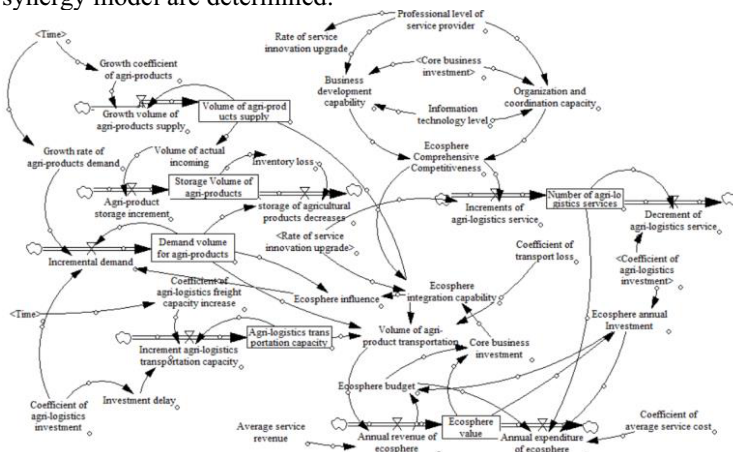 synergy model are determined.
<Time>
Professional level of
service provider
Rate of service
innovation upgrade
Growth coefficient
of agri-products
<Core business
investment>
Business
development
capability
Organization and
coordination capacity
Volume of agri-prod
ucts supply
Growth volume of
agri-products supply
Information
technology level
Growth rate of
agri-products demand
Volume of actual
incoming
Inventory loss
Ecosphere
Comprehensive
Competitiveness
Storage Volume of
agri-products
Agri-product
storage increment
storage of agricultural
products decreases
Number of agri-lo
gistics services
Increments of
agri-logistics service
Decrement of
agri-logistics service
Demand volume
for agri-products
<Rate of service
innovation upgrade>
Incremental demand
Coefficient of
transport loss
<Coefficient of
agri-logistics
investment>
Coefficient of
agri-logistics freight
capacity increase
Ecosphere influence
Ecosphere
integration capability
<Time>
Ecosphere annual
Investment
Agri-logistics trans
portation capacity
Volume of agri-
product transportation
Increment agri-logistics
transportation capacity
Core business
investment
Ecosphere budget
Coefficient of
agri-logistics
investment
Investment delay
Average service
revenue
Annual revenue of
ecosphere
Ecosphere
value
Annual expenditure
of ecosphere
Coefficient of
average service cost